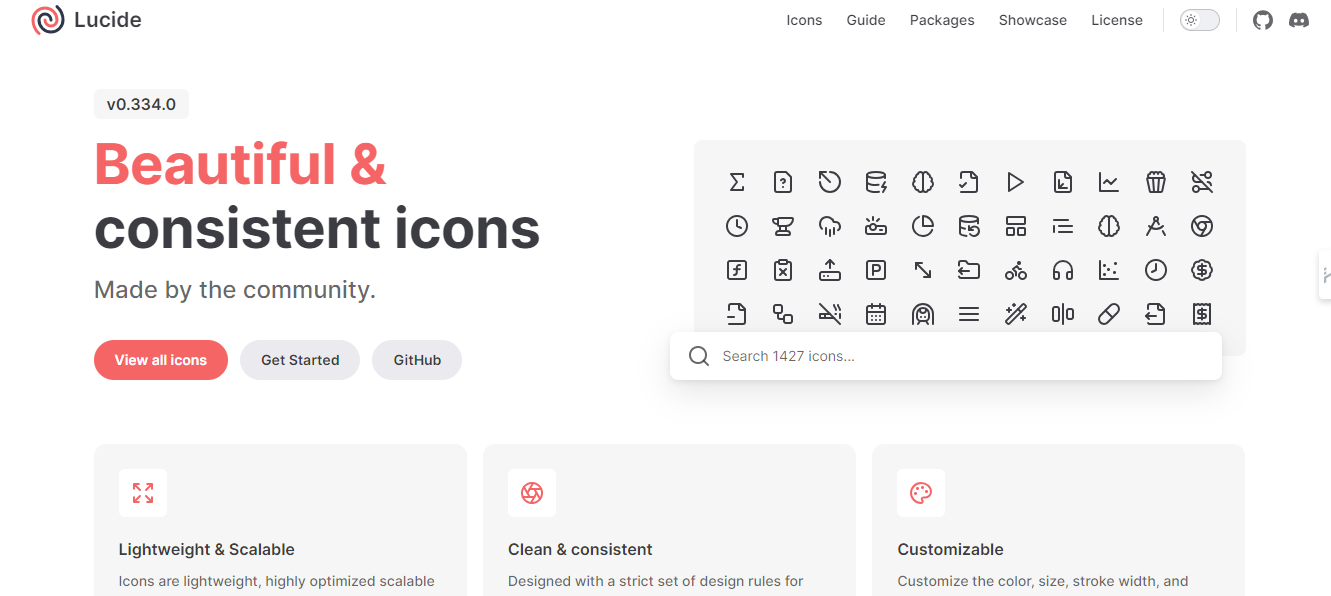 Lucide
Icons Guide Packages Showcase License
v0.334.0
Beautiful &
consistent icons
Made by the community.
View all icons Get Started GitHub
Search 1427 icons...
Lightweight & Scalable
Icons are lightweight, highly optimized scalable
Clean & consistent
Designed with a strict set of design rules for
Customizable
Customize the color, size, stroke width, and